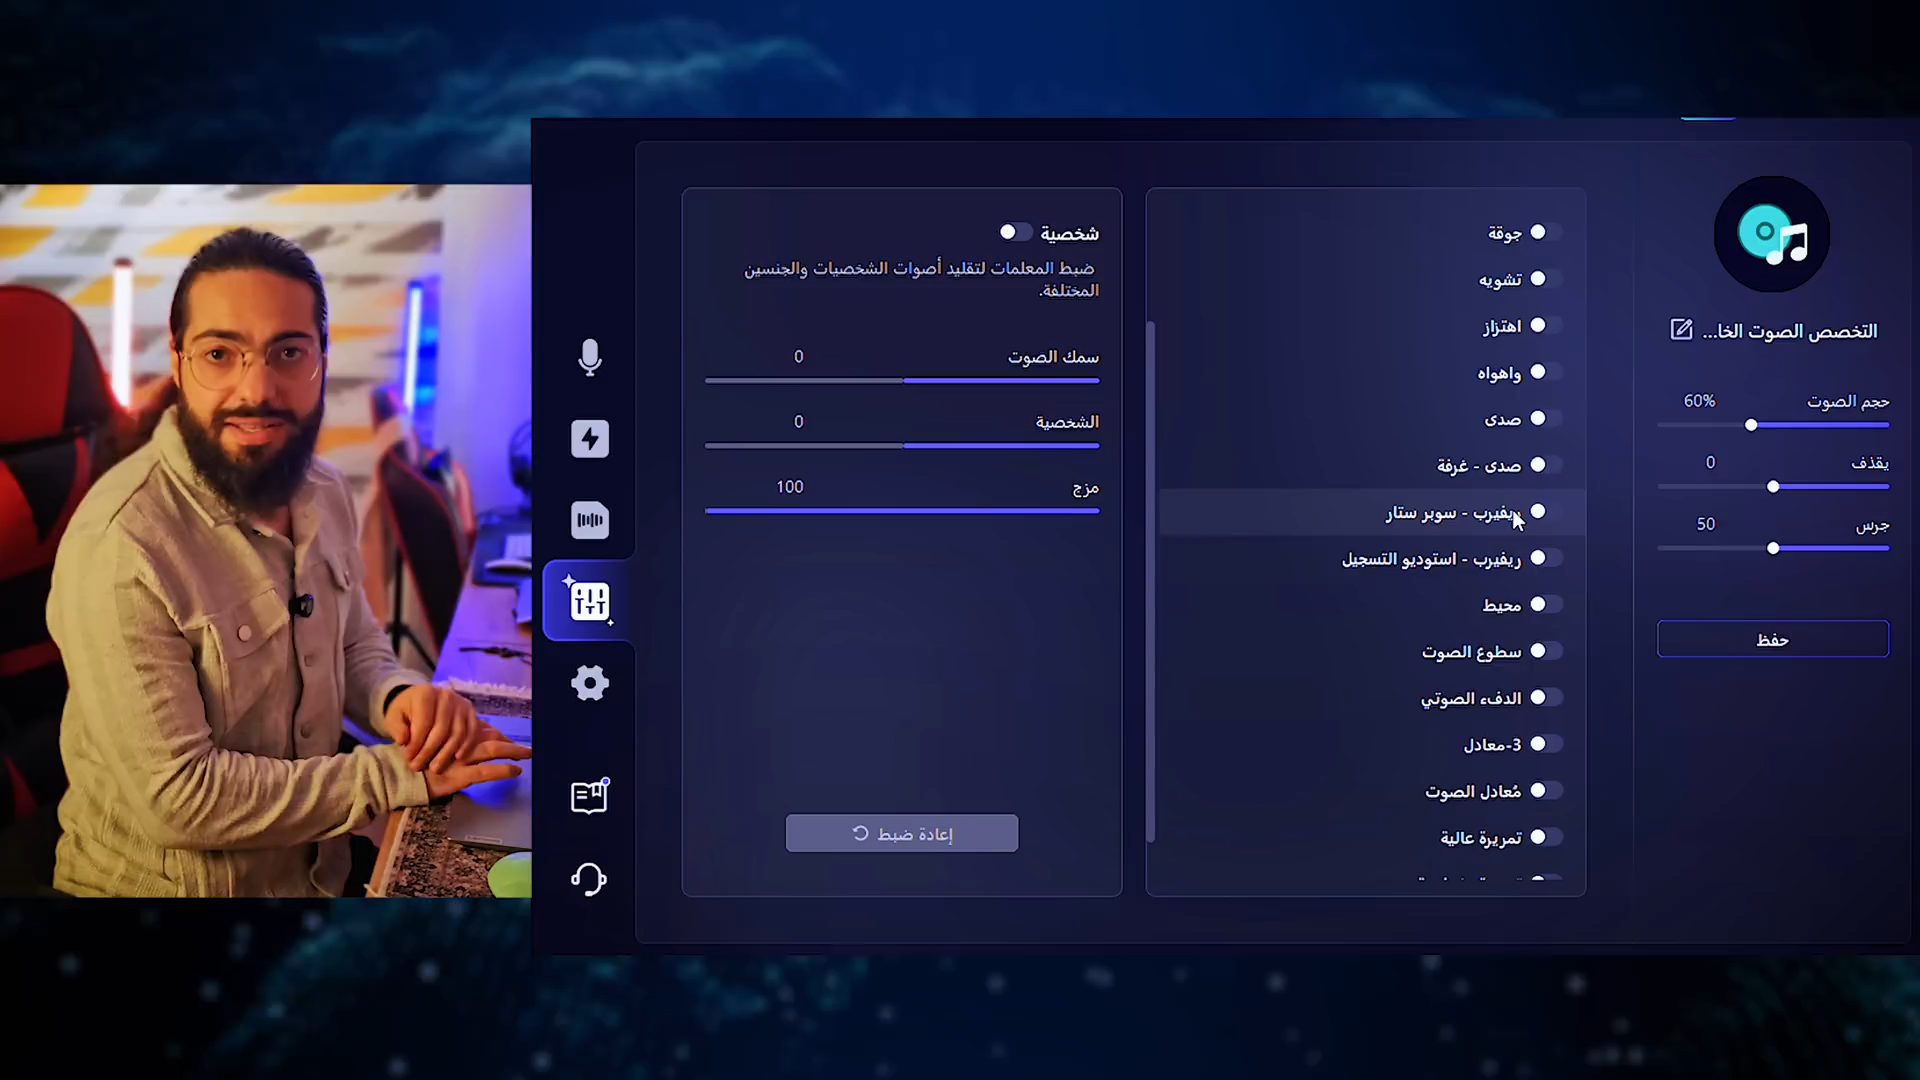 شخصية
ضبط المعلمات لتقليد أصوات الشخصيات والجنسين
المختلفة.
سمك الصوت 0
الشخصية 0
مزج 100
إعادة ضبط
جوقة
تشويه
اهتزاز
واهواه
صدى
صدى - غرفة
ريفيرب - سوبر ستار
ريفيرب - استوديو التسجيل
محيط
سطوع الصوت
الدفء الصوتي
3-معادل
مُعادل الصوت
تمريرة عالية
التخصص الصوت الخا...
حجم الصوت 60%
يقذف 0
جرس 50
حفظ